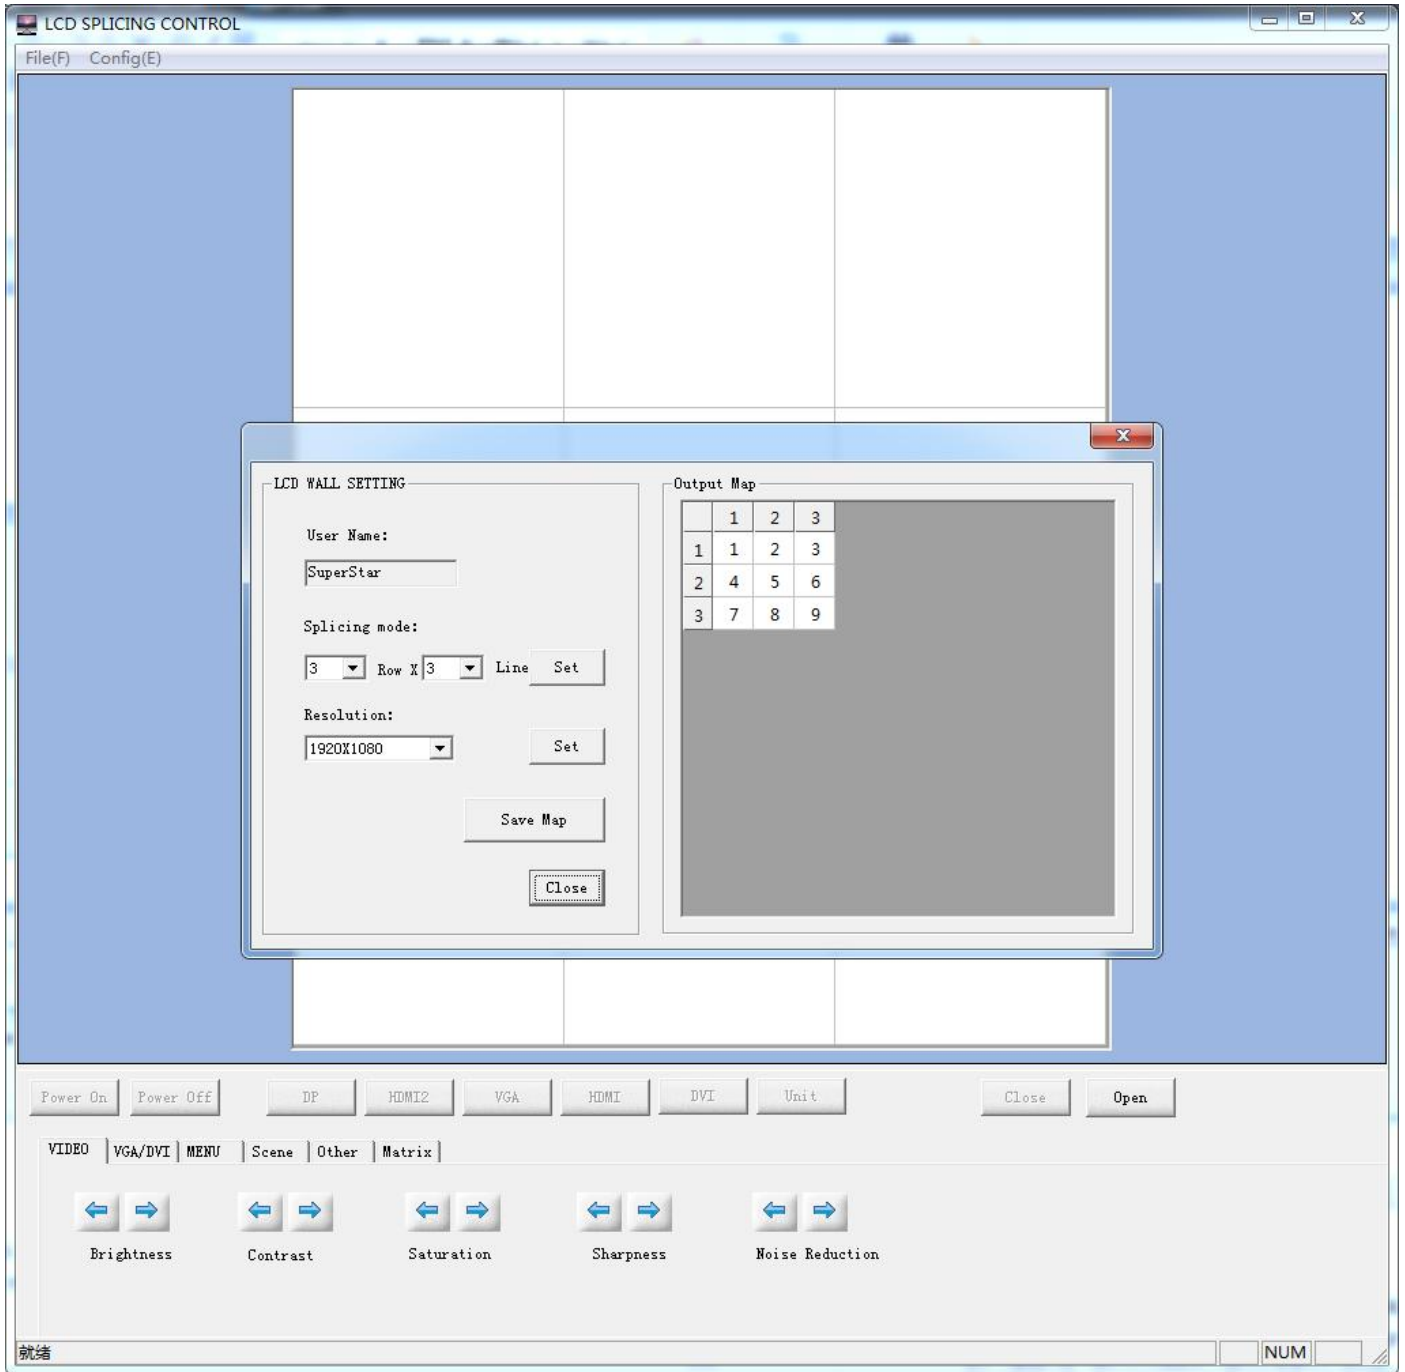 LCD SPLICING CONTROL
File(F) Config(E)
LCD WALL SETTING
User Name:
SuperStar
Splicing mode:
3 Row X 3 Line Set
Resolution:
1920X1080 Set
Save Map
Close
Output Map
1 2 3
1 1 2 3
2 4 5 6
3 7 8 9
Power On Power Off DP HDMI2 VGA HDMI DVI Unit Close Open
VIDEO VGA/DVI MENU Scene Other Matrix
Brightness Contrast Saturation Sharpness Noise Reduction
就绪 NUM